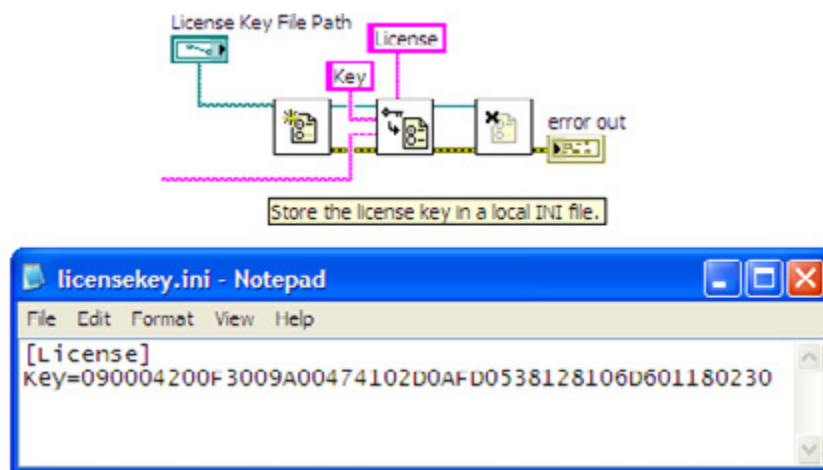 License Key File Path
License
Key
error out
Store the license key in a local INI file.
licensekey.ini - Notepad
File Edit Format View Help
[License]
Key=090004200F3009A00474102D0AFD0538128106D601180230